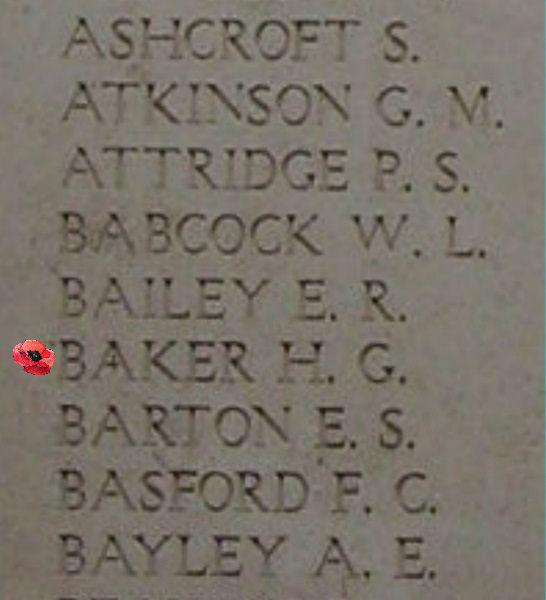 ASHCROFT S.
ATKINSON G. M.
ATTRIDGE P. S.
BABCOCK W. L.
BAILEY E. R.
BAKER H. G.
BARTON E. S.
BASFORD F. C.
BAYLEY A. E.